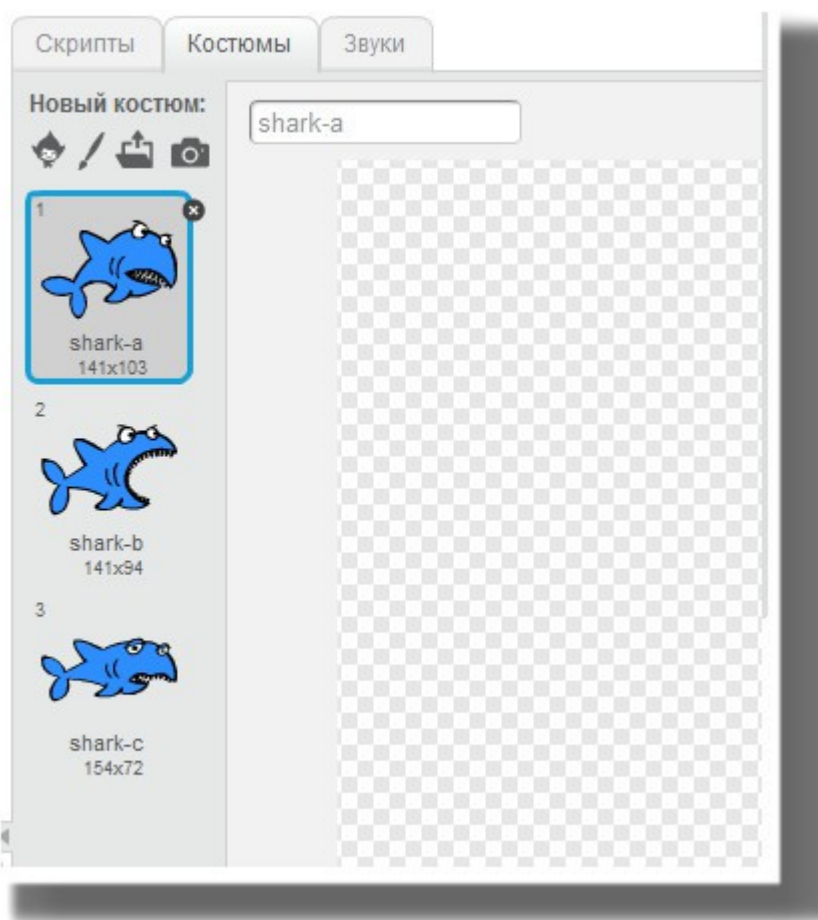 Скрипты Костюмы Звуки
Новый костюм:
shark-a
1
shark-a
141x103
2
shark-b
141x94
3
shark-c
154x72